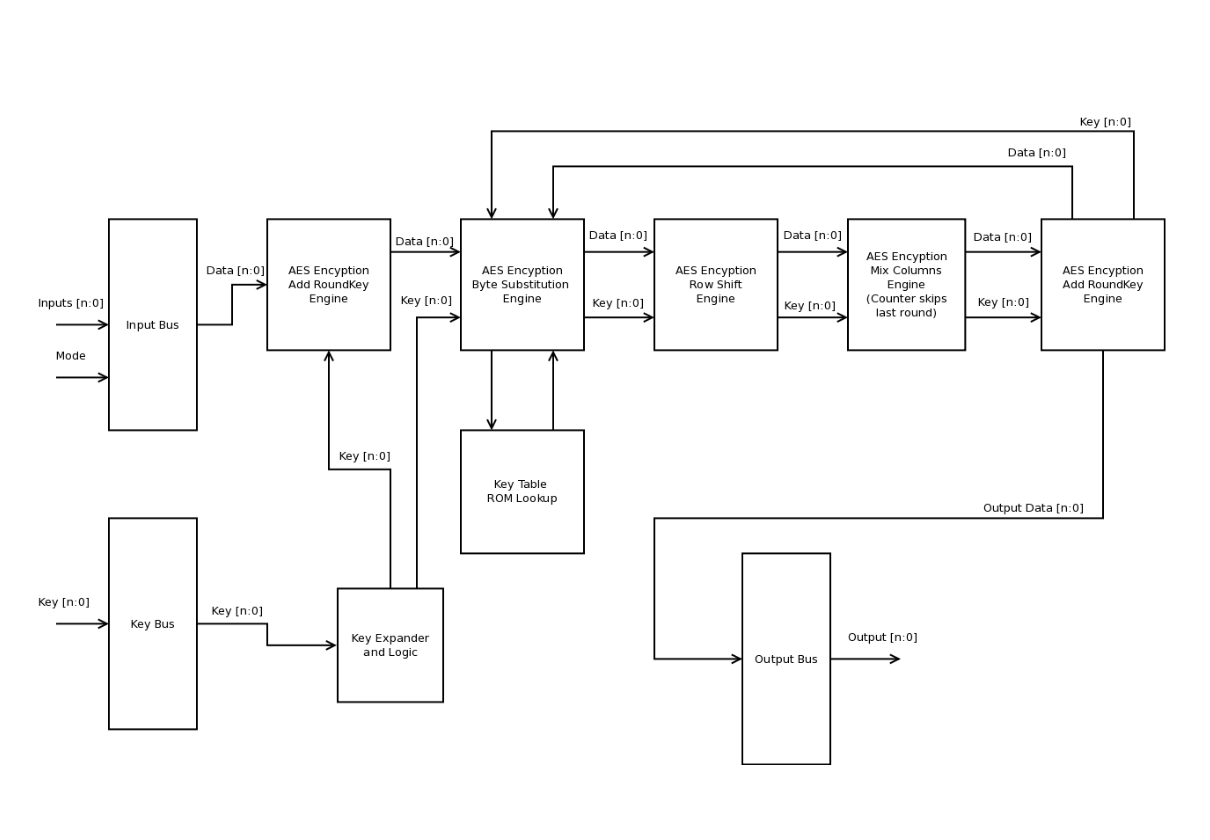 Key [n:0]
Data [n:0]
Inputs [n:0]
Mode
Input Bus
Data [n:0]
AES Encyption
Add RoundKey
Engine
Data [n:0]
Key [n:0]
AES Encyption
Byte Substitution
Engine
Data [n:0]
Key [n:0]
AES Encyption
Row Shift
Engine
Data [n:0]
Key [n:0]
AES Encyption
Mix Columns
Engine
(Counter skips
last round)
Data [n:0]
Key [n:0]
AES Encyption
Add RoundKey
Engine
Key [n:0]
Key Table
ROM Lookup
Output Data [n:0]
Key [n:0]
Key Bus
Key [n:0]
Key Expander
and Logic
Output Bus
Output [n:0]